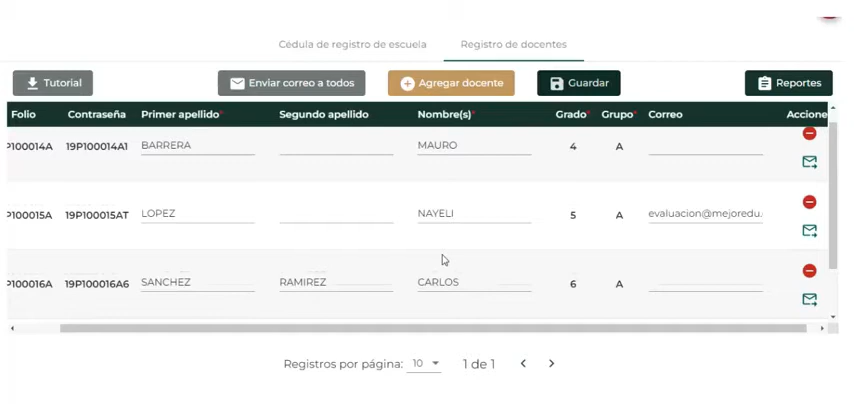 Cédula de registro de escuela Registro de docentes
Tutorial Enviar correo a todos Agregar docente Guardar Reportes
Folio Contraseña Primer apellido* Segundo apellido Nombre(s)* Grado* Grupo* Correo Accione
P100014A 19P100014A1 BARRERA MAURO 4 A
P100015A 19P100015AT LOPEZ NAYELI 5 A evaluacion@mejoredu.
P100016A 19P100016A6 SANCHEZ RAMIREZ CARLOS 6 A
Registros por página: 10 1 de 1